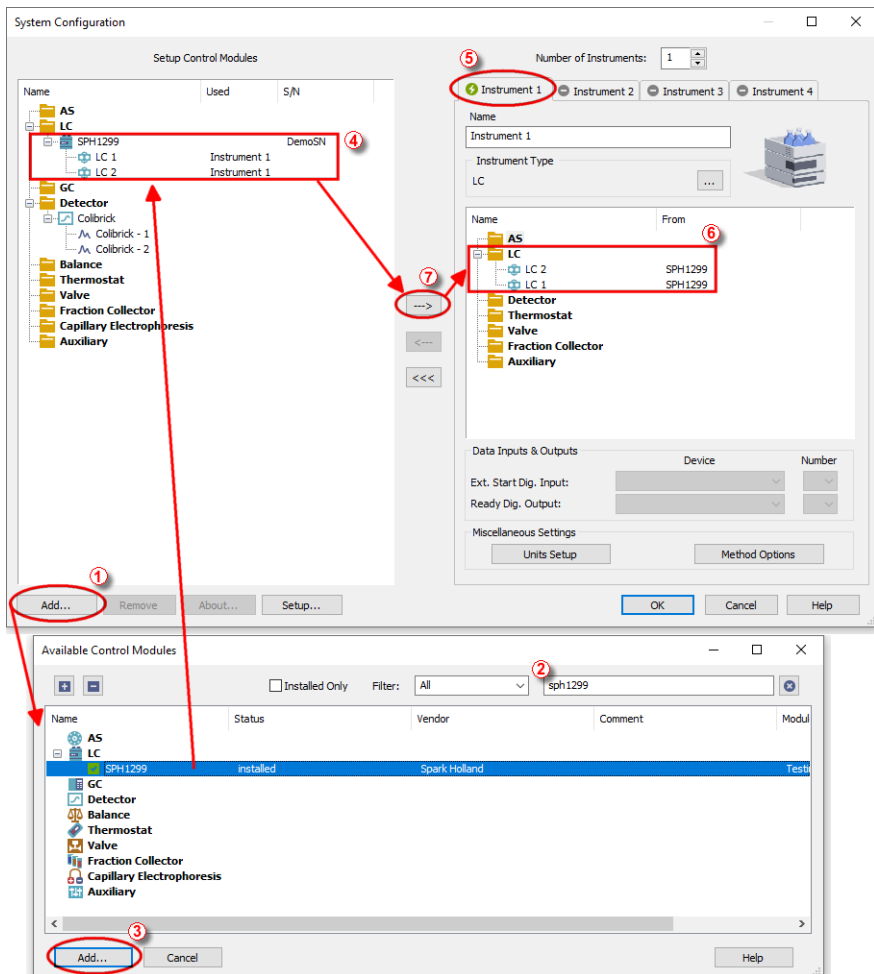 System Configuration
Setup Control Modules
Name Used S/N
AS
LC
SPH1299 DemoSN
④
LC 1 Instrument 1
LC 2 Instrument 1
GC
Detector
Colibrick
Colibrick - 1
Colibrick - 2
Balance
Thermostat
Valve
Fraction Collector
Capillary Electrophoresis
Auxiliary
①
Add... Remove About... Setup...
⑦
--->
<---
<<<
⑤
Number of Instruments: 1
Instrument 1 Instrument 2 Instrument 3 Instrument 4
Name
Instrument 1
Instrument Type
LC ...
Name From
AS
⑥
LC
LC 2 SPH1299
LC 1 SPH1299
Detector
Thermostat
Valve
Fraction Collector
Auxiliary
Data Inputs & Outputs
Device Number
Ext. Start Dig. Input:
Ready Dig. Output:
Miscellaneous Settings
Units Setup Method Options
OK Cancel Help
Available Control Modules
②
Installed Only Filter: All sph1299
Name Status Vendor Comment Modul
AS
LC
SPH1299 installed Spark Holland Testi
GC
Detector
Balance
Thermostat
Valve
Fraction Collector
Capillary Electrophoresis
Auxiliary
③
Add... Cancel Help